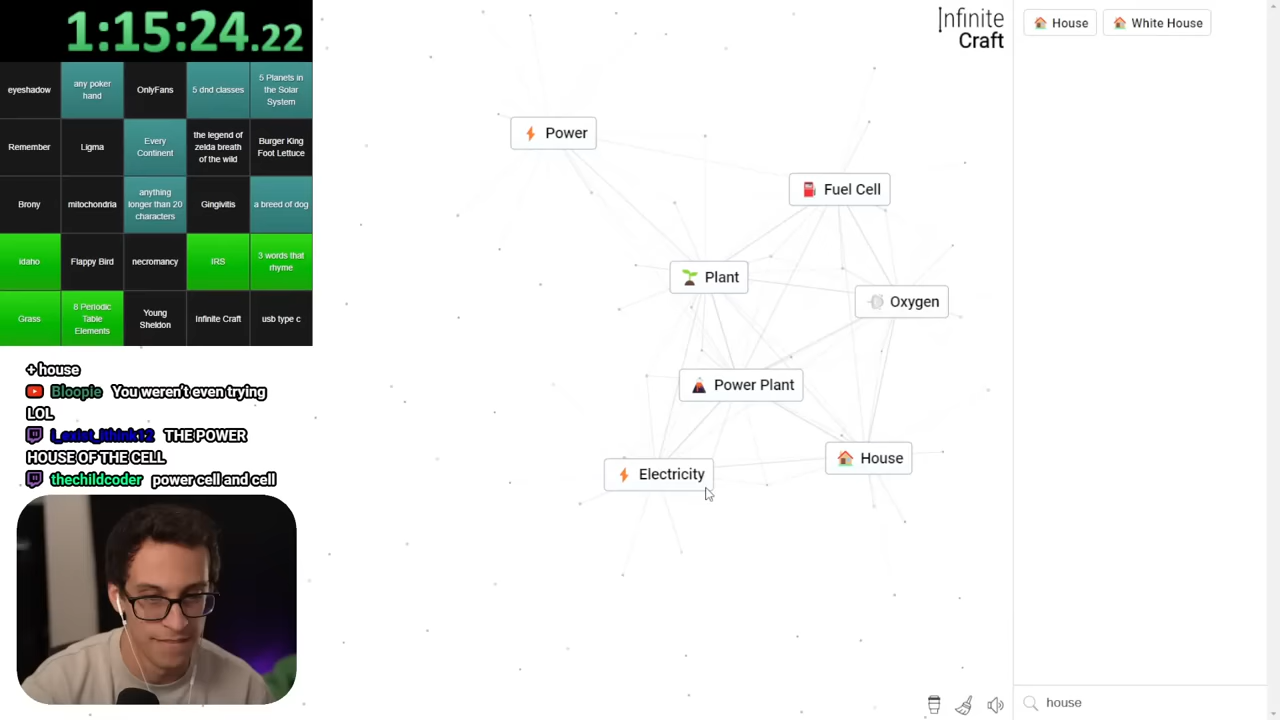 1:15:24.22
eyeshadow
any poker
hand
OnlyFans
5 dnd classes
5 Planets in
the Solar
System
Remember
Ligma
Every
Continent
the legend of
zelda breath
of the wild
Burger King
Foot Lettuce
Brony
mitochondria
anything
longer than 20
characters
Gingivitis
a breed of dog
idaho
Flappy Bird
necromancy
IRS
3 words that
rhyme
Grass
8 Periodic
Table
Elements
Young
Sheldon
Infinite Craft
usb type c
+ house
Bloopie You weren't even trying
LOL
i_exist_ithink12 THE POWER
HOUSE OF THE CELL
thechildcoder power cell and cell
Infinite
Craft
Power
Fuel Cell
Plant
Oxygen
Power Plant
House
Electricity
House
White House
house